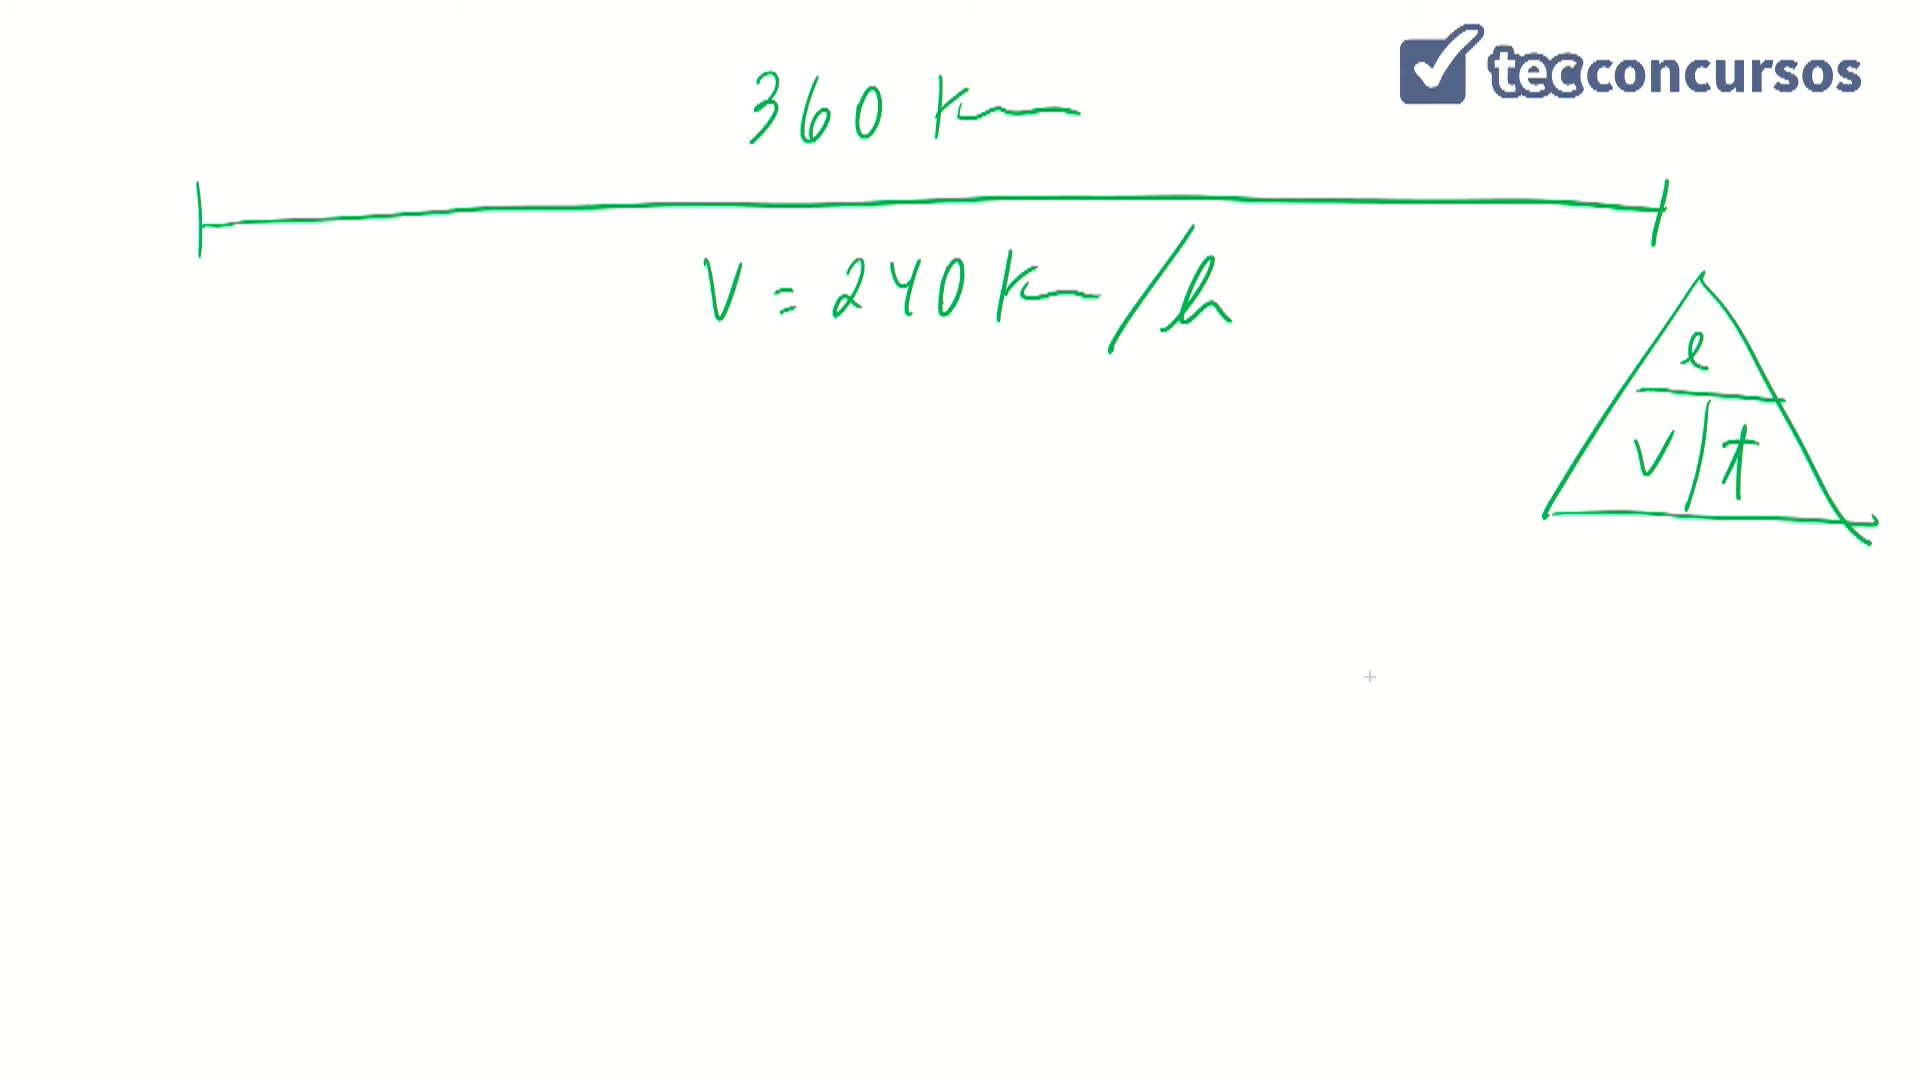 tecconcursos
360 km
V = 240 km/h
e
V t